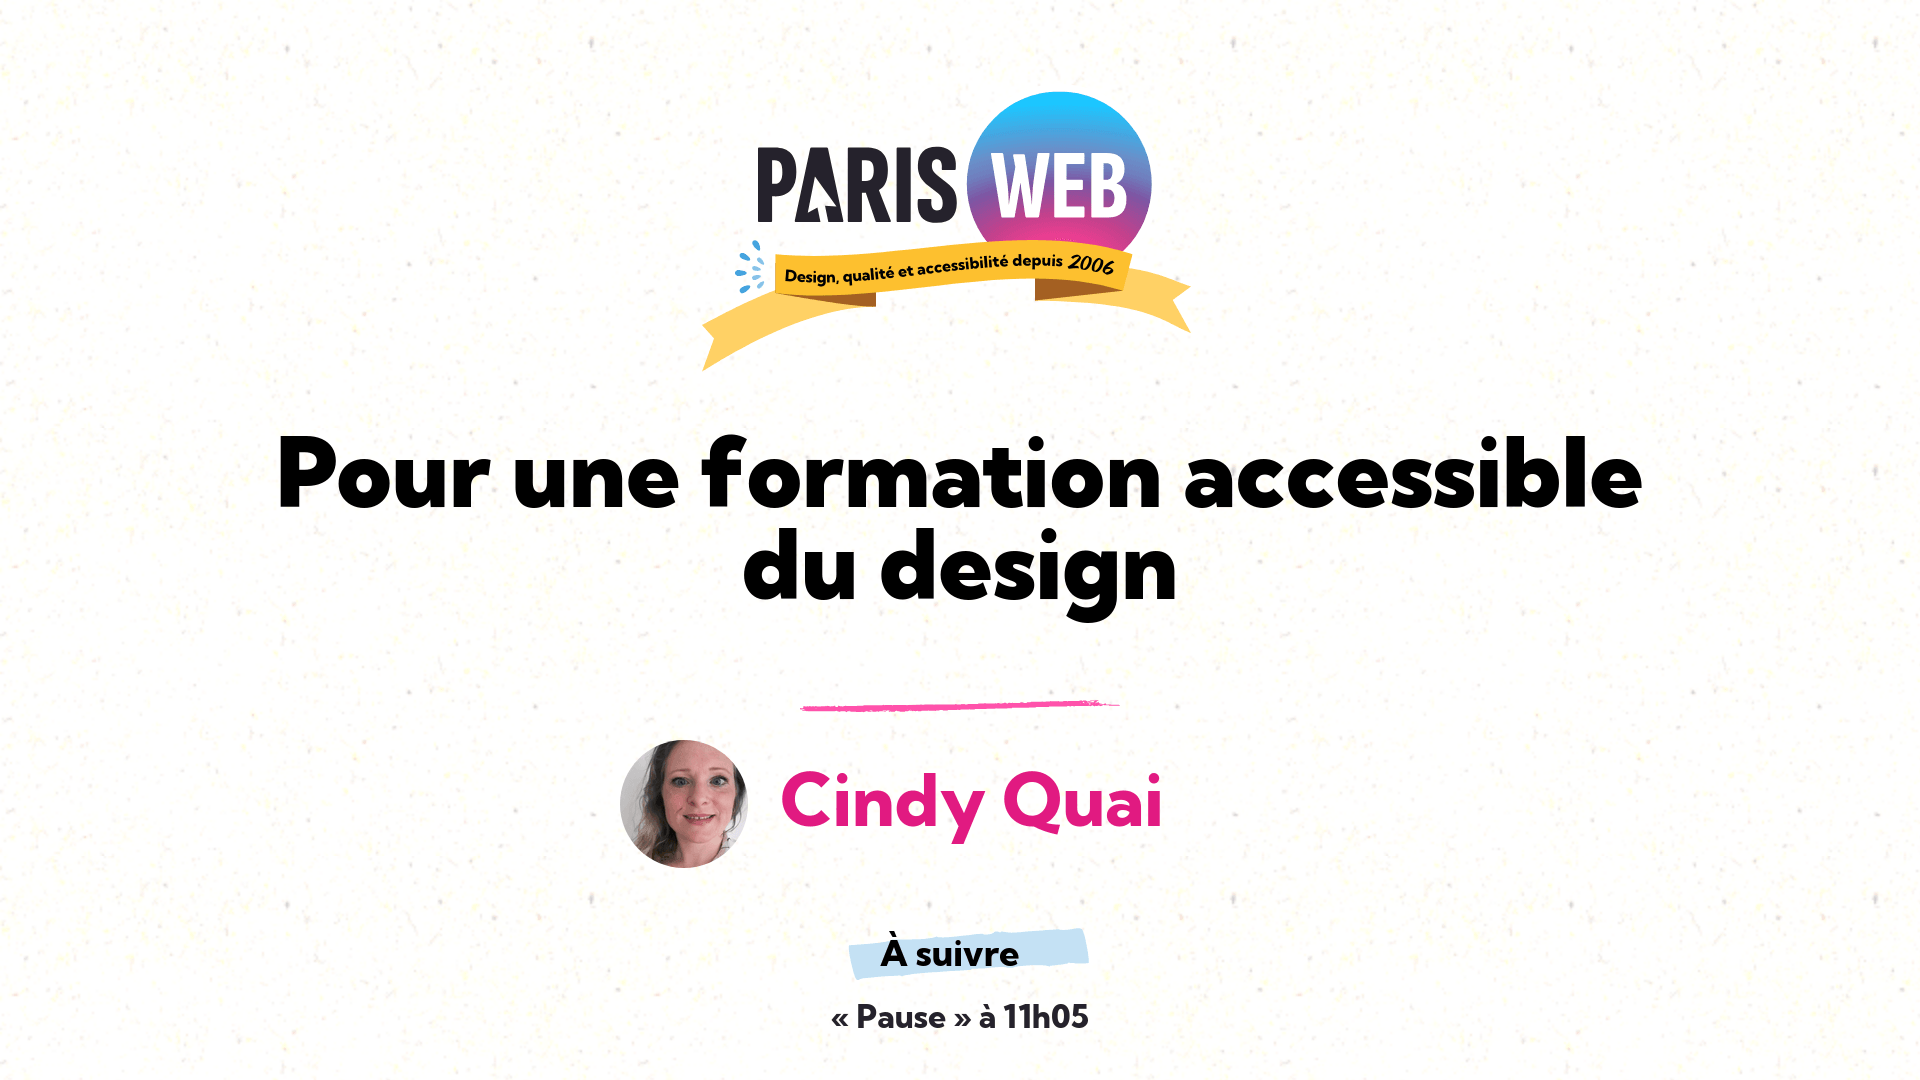 PARIS WEB
Design, qualité et accessibilité depuis 2006
Pour une formation accessible
du design
Cindy Quai
À suivre
« Pause » à 11h05